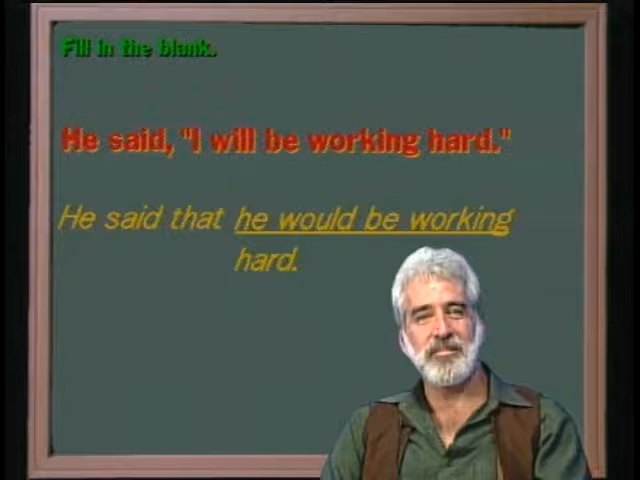 Fill in the blank.
He said, "I will be working hard."
He said that he would be working
hard.